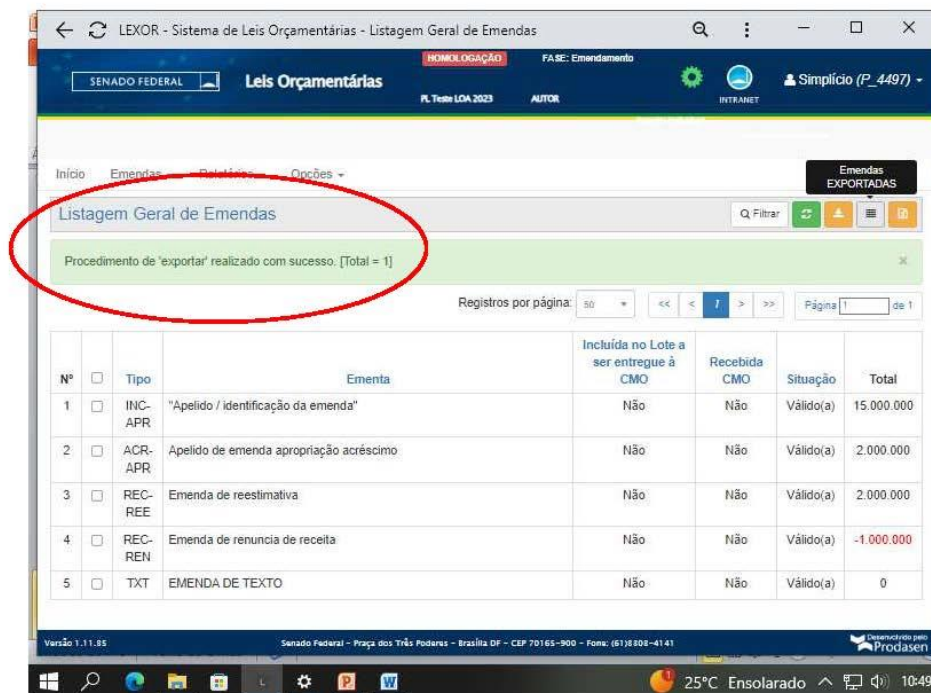 LEXOR - Sistema de Leis Orçamentárias - Listagem Geral de Emendas
HOMOLOGAÇÃO FASE: Emendamento
SENADO FEDERAL Leis Orçamentárias
PL Teste LOA 2023 AUTOR
INTRANET
Simplício (P_4497)
Início Emendas Relatórios Opções
Emendas
EXPORTADAS
Listagem Geral de Emendas Filtrar
Procedimento de 'exportar' realizado com sucesso. [Total = 1] ×
Registros por página: 50 << < 1 > >> Página 1 de 1
Nº Tipo Ementa Incluída no Lote a ser entregue à CMO Recebida CMO Situação Total
1 INC-APR "Apelido / identificação da emenda" Não Não Válido(a) 15.000.000
2 ACR-APR Apelido de emenda apropriação acréscimo Não Não Válido(a) 2.000.000
3 REC-REE Emenda de reestimativa Não Não Válido(a) 2.000.000
4 REC-REN Emenda de renuncia de receita Não Não Válido(a) -1.000.000
5 TXT EMENDA DE TEXTO Não Não Válido(a) 0
Versão 1.11.85 Senado Federal - Praça dos Três Poderes - Brasília DF - CEP 70165-900 - Fone: (61)3303-4141 Desenvolvido pelo
Prodasen
25°C Ensolarado 10:49